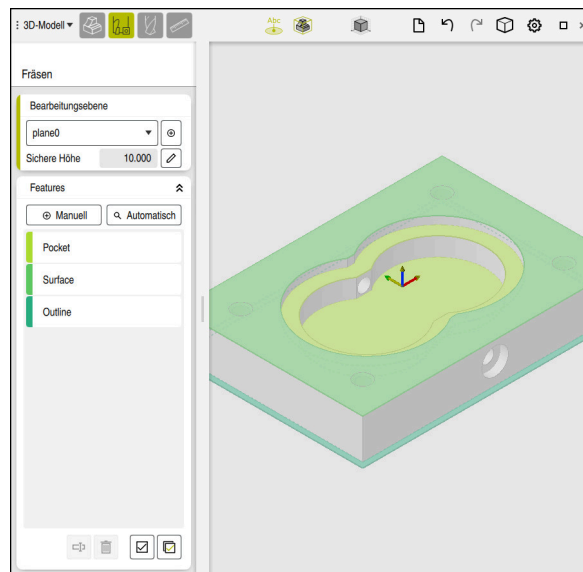 3D-Modell
Abc
Fräsen
Bearbeitungsebene
plane0
Sichere Höhe 10.000
Features
Manuell Automatisch
Pocket
Surface
Outline